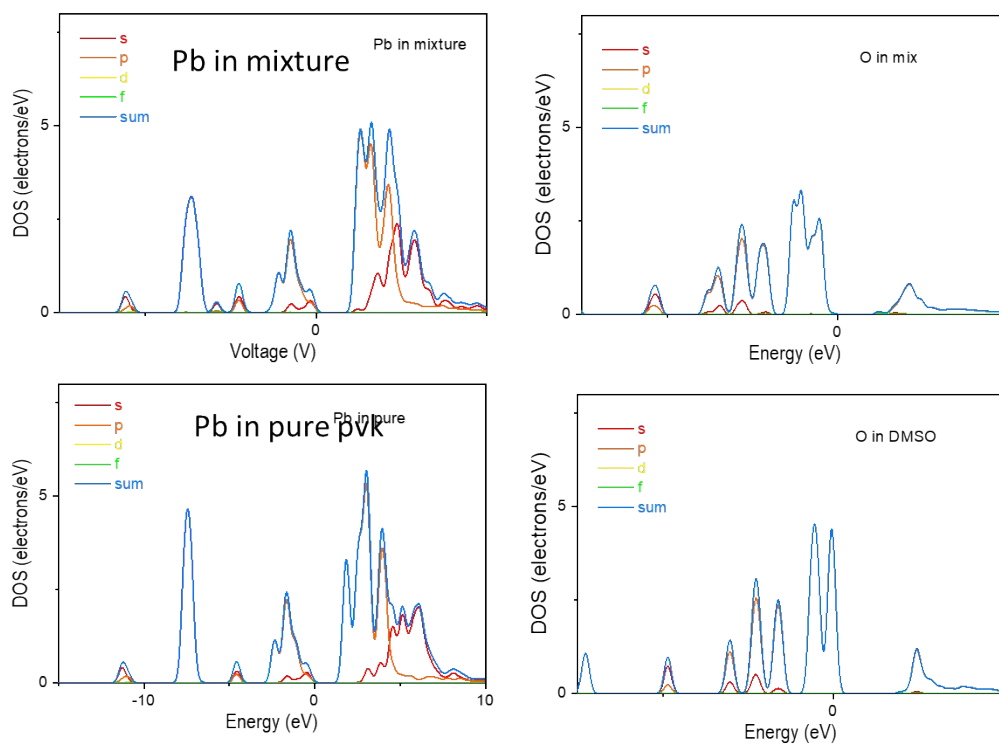 Pb in mixture
Pb in mixture
s
p
d
f
sum
DOS (electrons/eV)
5
0
0
10
Voltage (V)
O in mix
s
p
d
f
sum
DOS (electrons/eV)
5
0
0
Energy (eV)
Pb in pure pvk
Pb in pure
s
p
d
f
sum
DOS (electrons/eV)
5
0
-10
0
10
Energy (eV)
O in DMSO
s
p
d
f
sum
DOS (electrons/eV)
5
0
0
Energy (eV)